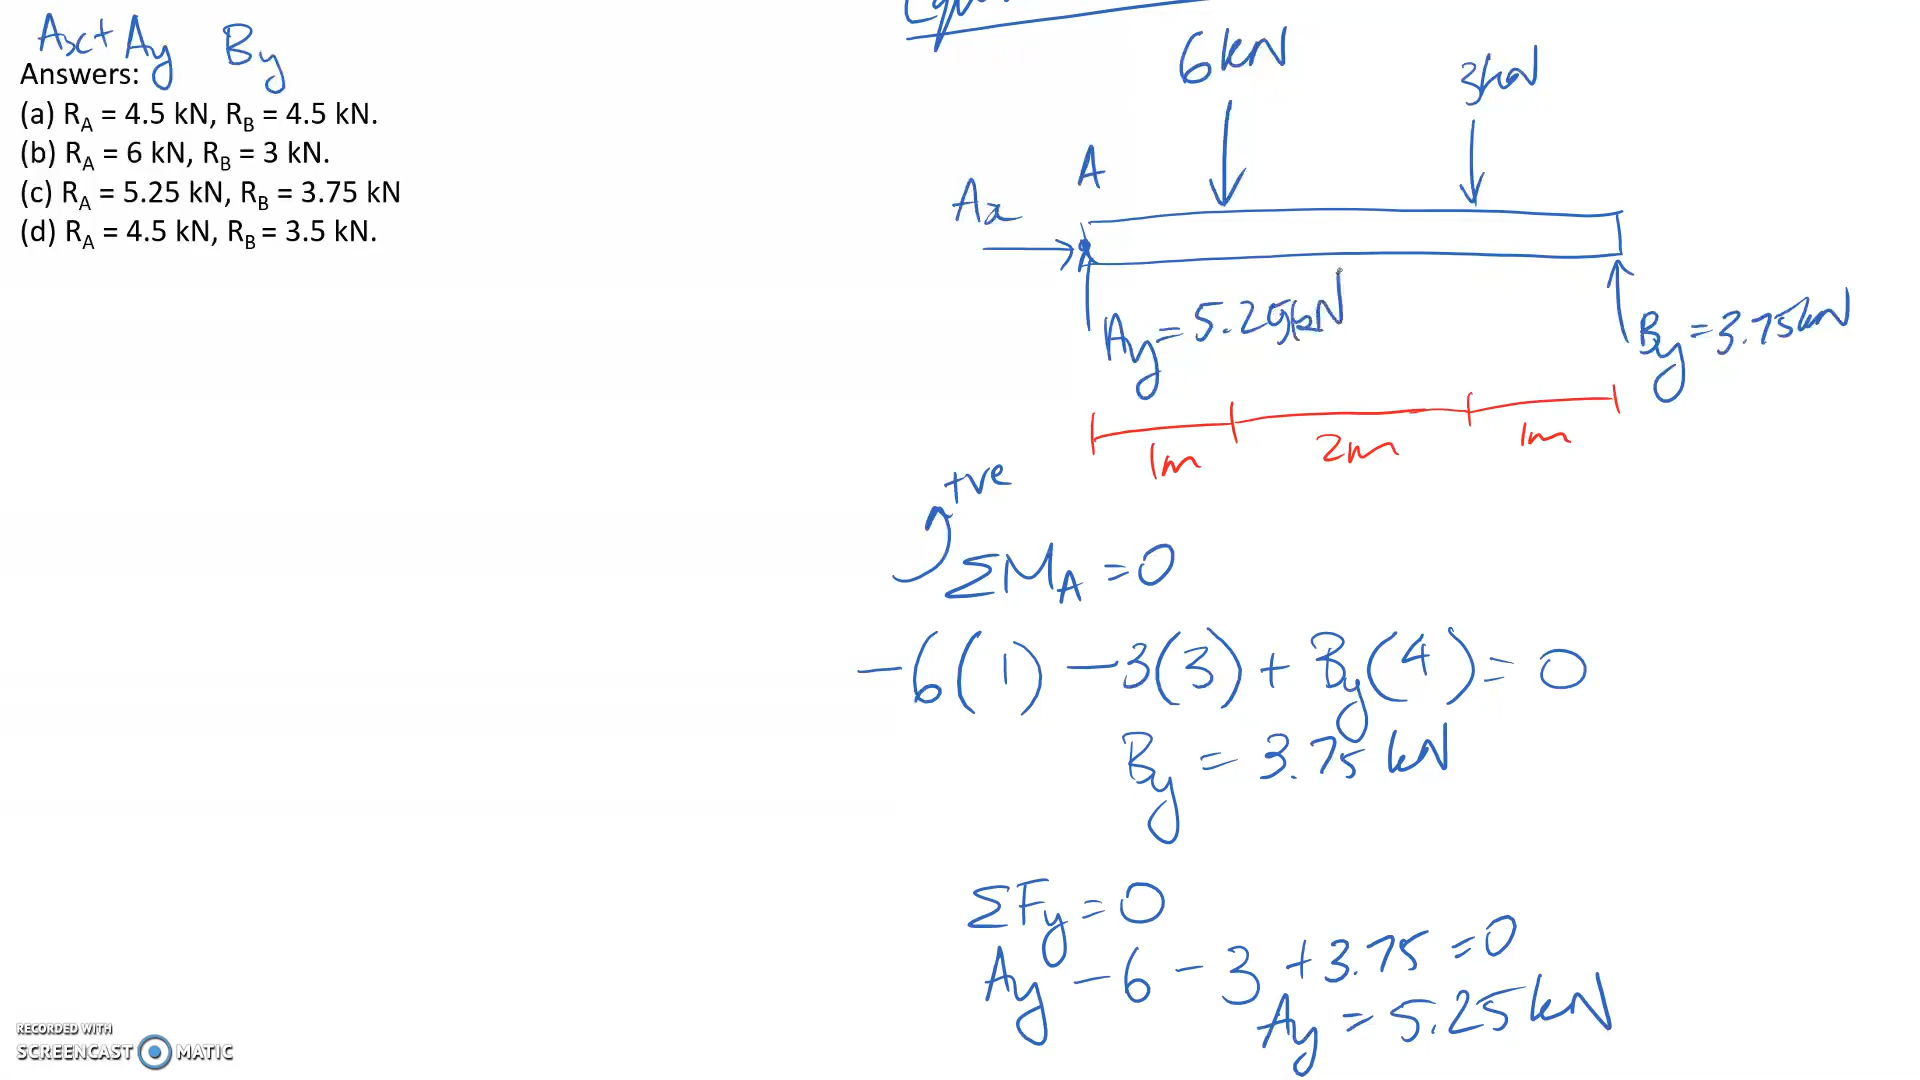 Ax + Ay By
Answers:
(a) RA = 4.5 kN, RB = 4.5 kN.
(b) RA = 6 kN, RB = 3 kN.
(c) RA = 5.25 kN, RB = 3.75 kN
(d) RA = 4.5 kN, RB = 3.5 kN.
6kN
3kN
A
Ax
Ay = 5.25kN
By = 3.75kN
1m 2m 1m
+ve
ΣMA = 0
-6(1) -3(3) + By(4) = 0
By = 3.75 kN
ΣFy = 0
Ay - 6 - 3 + 3.75 = 0
Ay = 5.25 kN
RECORDED WITH
SCREENCAST MATIC